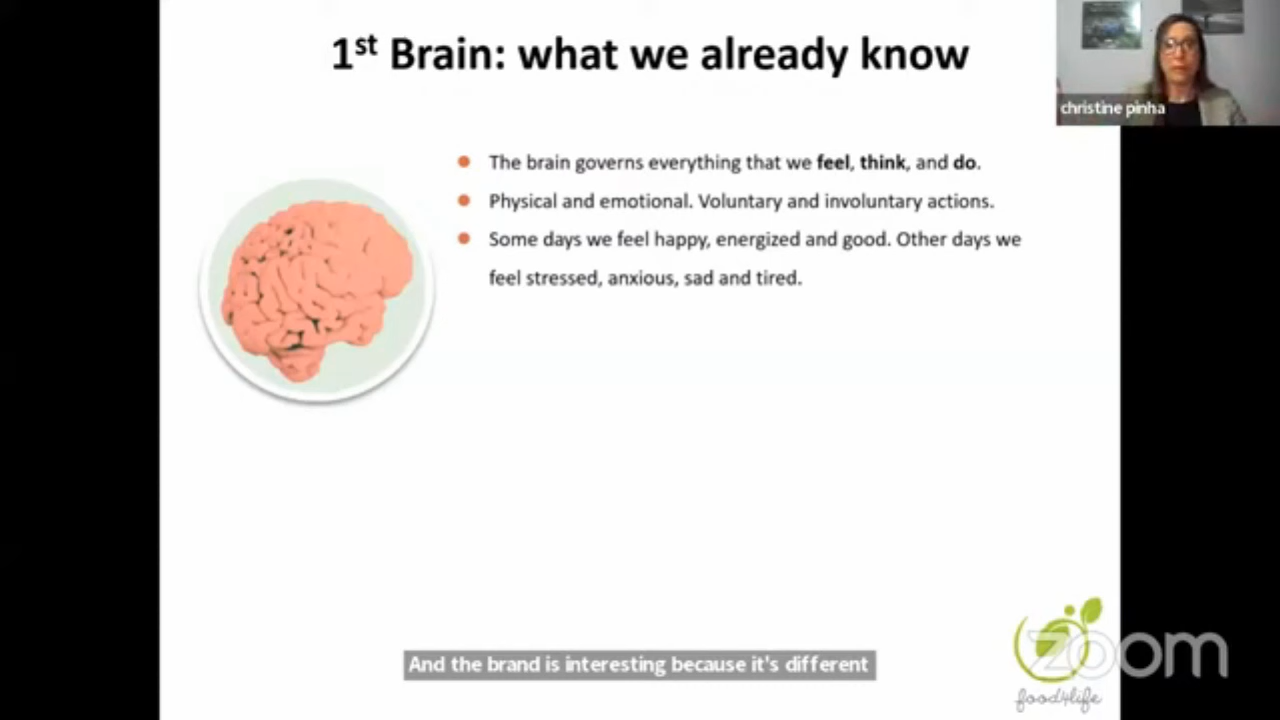 1st Brain: what we already know
christine pinha
The brain governs everything that we feel, think, and do.
Physical and emotional. Voluntary and involuntary actions.
Some days we feel happy, energized and good. Other days we
feel stressed, anxious, sad and tired.
And the brand is interesting because it's different
zoom
food4life